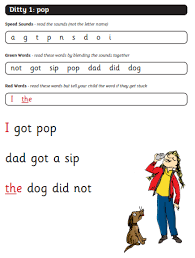 Ditty 1: pop
Speed Sounds - read the sounds (not the letter name)
a g t p n s d o i
Green Words - read these words by blending the sounds together
not got sip pop dad did dog
Red Words - read these words but tell your child the word if they get stuck
I the
I got pop
dad got a sip
the dog did not